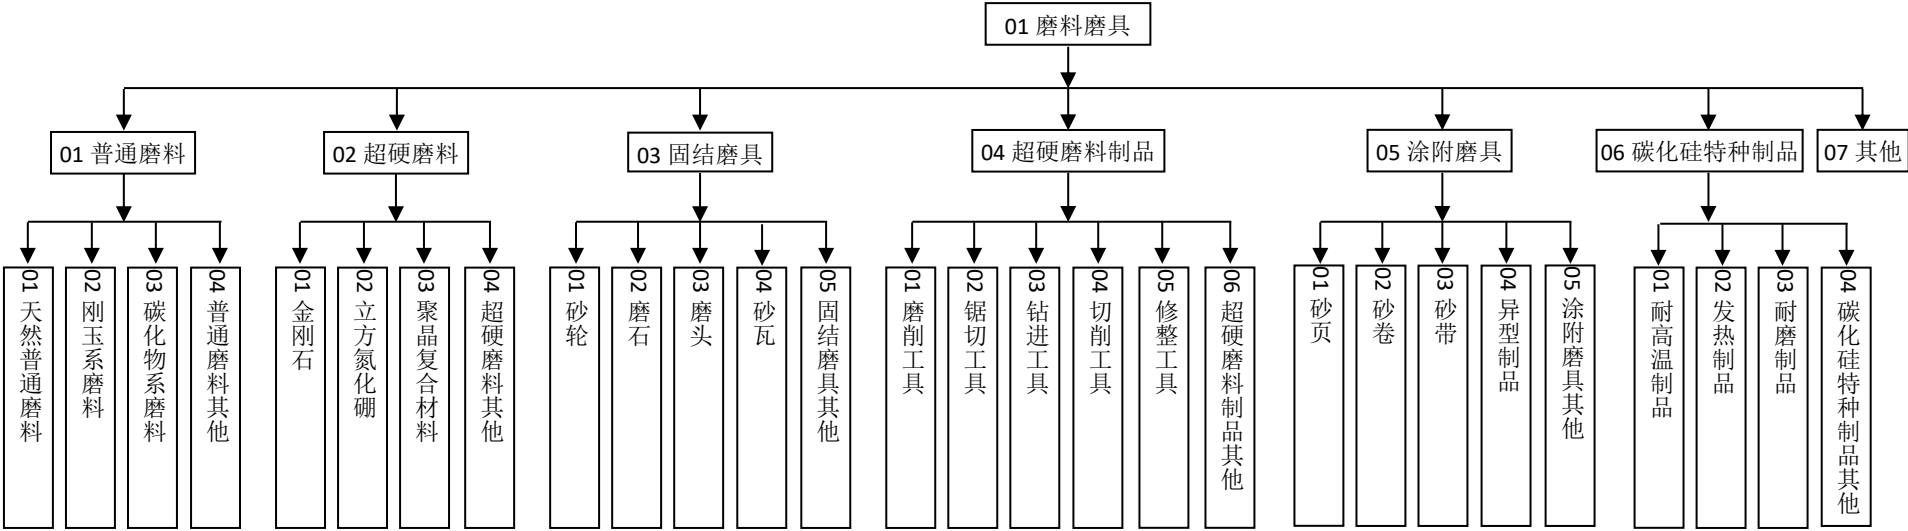 01 磨料磨具
01 普通磨料
02 超硬磨料
03 固结磨具
04 超硬磨料制品
05 涂附磨具
06 碳化硅特种制品
07 其他
01 天然普通磨料
02 刚玉系磨料
03 碳化物系磨料
04 普通磨料其他
01 金刚石
02 立方氮化硼
03 聚晶复合材料
04 超硬磨料其他
01 砂轮
02 磨石
03 磨头
04 砂瓦
05 固结磨具其他
01 磨削工具
02 锯切工具
03 钻进工具
04 切削工具
05 修整工具
06 超硬磨料制品其他
01 砂页
02 砂卷
03 砂带
04 异型制品
05 涂附磨具其他
01 耐高温制品
02 发热制品
03 耐磨制品
04 碳化硅特种制品其他